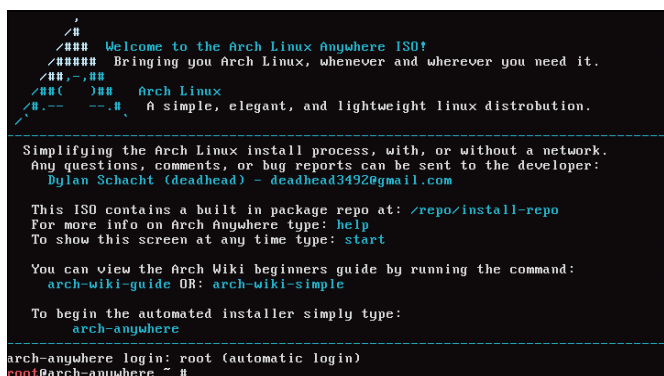 Welcome to the Arch Linux Anywhere ISO!
Bringing you Arch Linux, whenever and wherever you need it.
Arch Linux
A simple, elegant, and lightweight linux distrobution.
Simplifying the Arch Linux install process, with, or without a network.
Any questions, comments, or bug reports can be sent to the developer:
Dylan Schacht (deadhead) - deadhead3492@gmail.com
This ISO contains a built in package repo at: /repo/install-repo
For more info on Arch Anywhere type: help
To show this screen at any time type: start
You can view the Arch Wiki beginners guide by running the command:
arch-wiki-guide OR: arch-wiki-simple
To begin the automated installer simply type:
arch-anywhere
arch-anywhere login: root (automatic login)
root@arch-anywhere ~ #